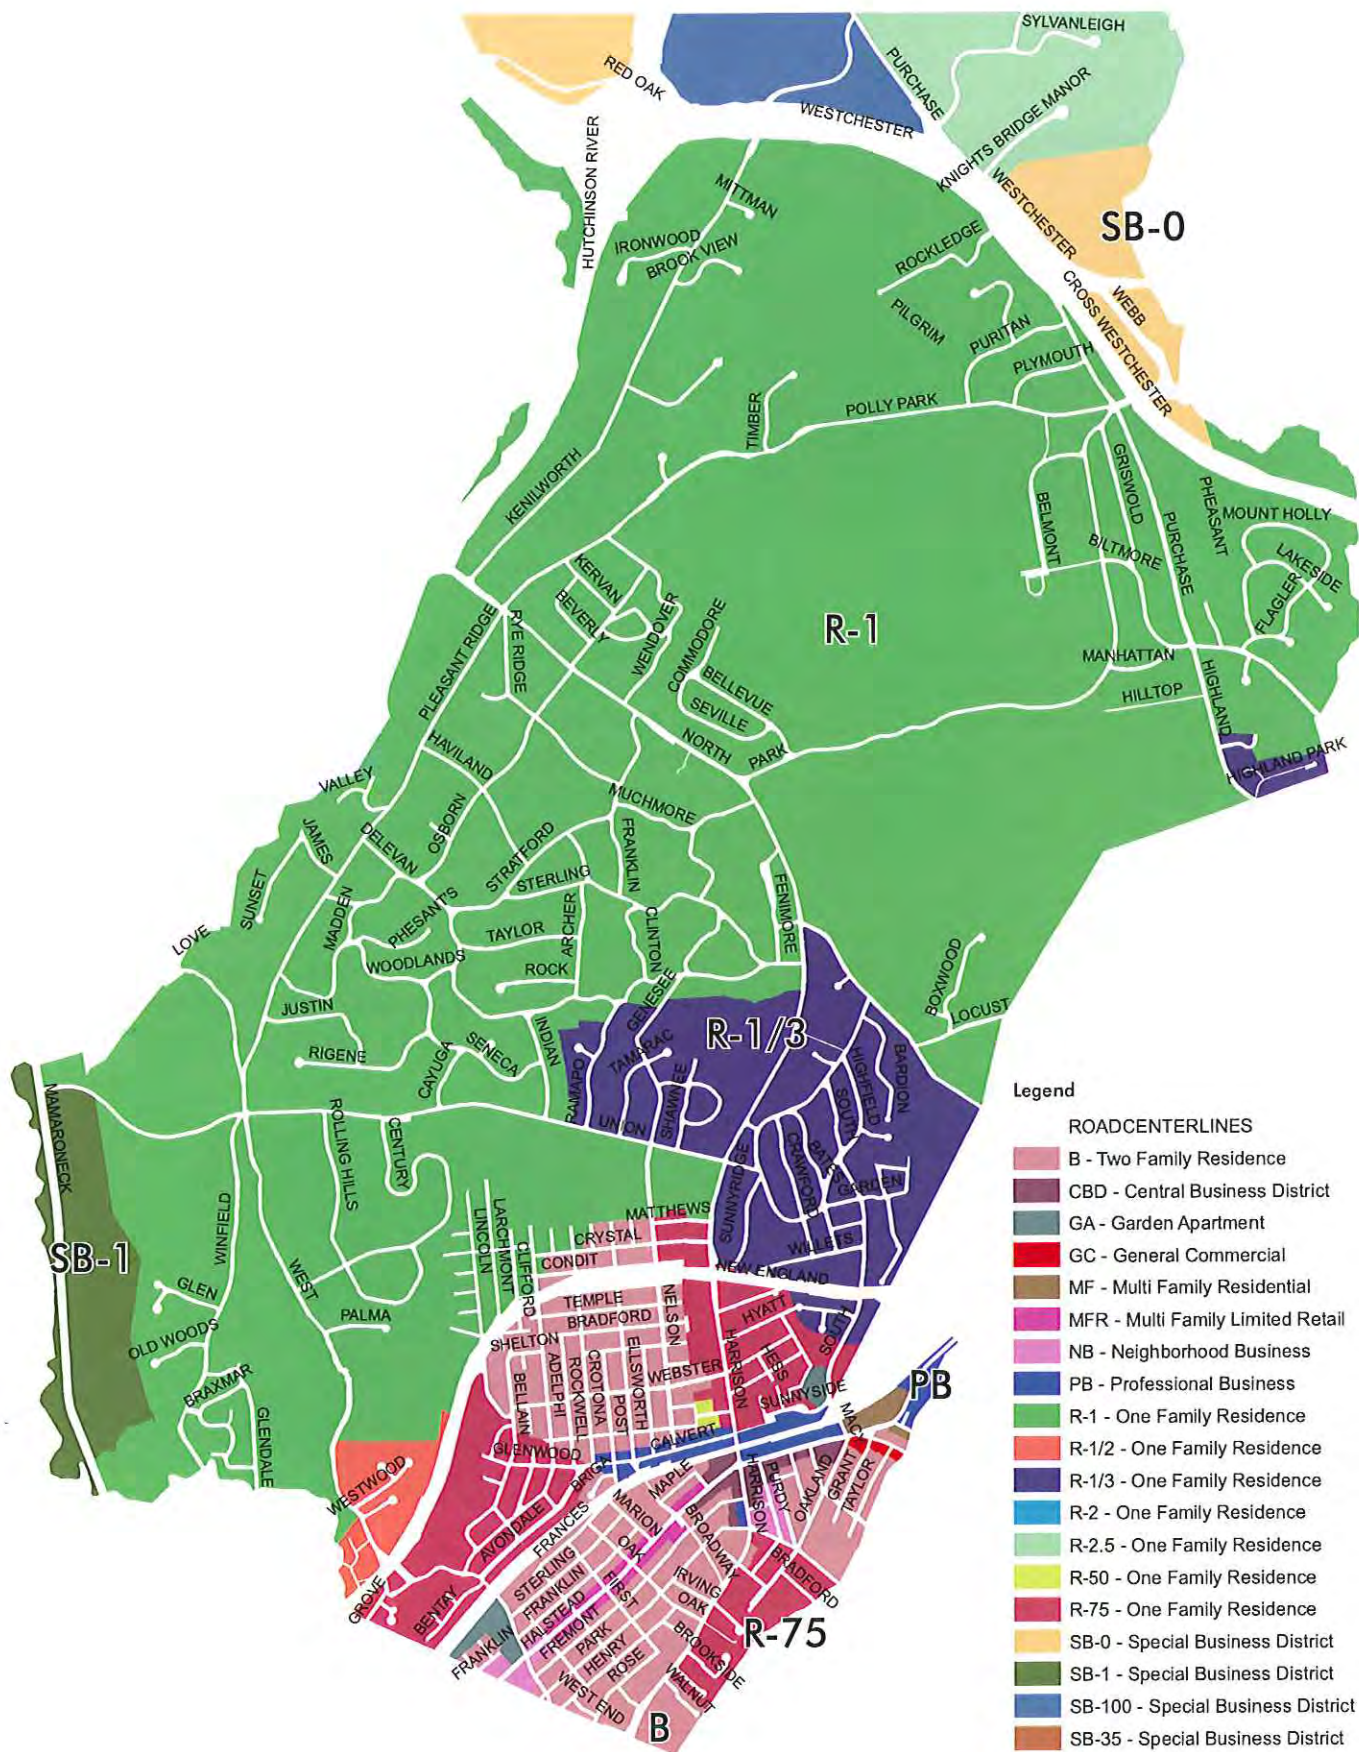 SYLVANLEIGH
RED OAK
PURCHASE
WESTCHESTER
KNIGHTS BRIDGE MANOR
HUTCHINSON RIVER
MITTMAN
WESTCHESTER
SB-0
IRONWOOD
BROOK VIEW
ROCKLEDGE
PILGRIM
PURITAN
PLYMOUTH
CROSS WESTCHESTER
WEBB
TIMBER
POLLY PARK
KENILWORTH
GRISWOLD
BELMONT
BILTMORE
PURCHASE
PHEASANT
MOUNT HOLLY
LAKESIDE
FLAGLER
KERVAN
BEVERLY
WENDOVER
COMMODORE
R-1
PLEASANT RIDGE
RYE RIDGE
BELLEVUE
SEVILLE
MANHATTAN
HILLTOP
HIGHLAND
HIGHLAND PARK
NORTH
PARK
HAVILAND
VALLEY
MUCHMORE
JAMES
DELEVAN
OSBORN
STRATFORD
FRANKLIN
STERLING
SUNSET
MADDEN
PHESANT'S
ARCHER
CLINTON
FENIMORE
LOVE
TAYLOR
WOODLANDS
ROCK
GENESEE
BOXWOOD
LOCUST
JUSTIN
INDIAN
R-1/3
RIGENE
CAYUGA
SENECA
TAMARAC
RAMAPO
SHAWNEE
UNION
HIGHFIELD
BARDION
SOUTH
MAMARONECK
ROLLING HILLS
CENTURY
SUNNYRIDGE
CRAWFORD
BATES
GARDEN
WINFIELD
SB-1
LINCOLN
LARCHMONT
CLIFFORD
MATTHEWS
CRYSTAL
CONDIT
WILLETS
NEW ENGLAND
GLEN
WEST
PALMA
OLD WOODS
TEMPLE
BRADFORD
NELSON
HYATT
SHELTON
HARRISON
HESS
SOUTH
BRAXMAR
GLENDALE
BELLAIN
ADELPHI
ROCKWELL
CROTONA
POST
ELLSWORTH
WEBSTER
SUNNYSIDE
PB
MACY
CALVERT
GLENWOOD
BRIGA
WESTWOOD
MAPLE
HARRISON
PURDY
OAKLAND
GRANT
TAYLOR
AVONDALE
FRANCES
MARION
OAK
BROADWAY
BRADFORD
STERLING
FRANKLIN
HALSTEAD
FREMONT
FIRST
IRVING
OAK
GROVE
BENTAY
FRANKLIN
PARK
HENRY
ROSE
BROOKSIDE
R-75
WALNUT
WEST END
B
Legend
ROADCENTERLINES
B - Two Family Residence
CBD - Central Business District
GA - Garden Apartment
GC - General Commercial
MF - Multi Family Residential
MFR - Multi Family Limited Retail
NB - Neighborhood Business
PB - Professional Business
R-1 - One Family Residence
R-1/2 - One Family Residence
R-1/3 - One Family Residence
R-2 - One Family Residence
R-2.5 - One Family Residence
R-50 - One Family Residence
R-75 - One Family Residence
SB-0 - Special Business District
SB-1 - Special Business District
SB-100 - Special Business District
SB-35 - Special Business District